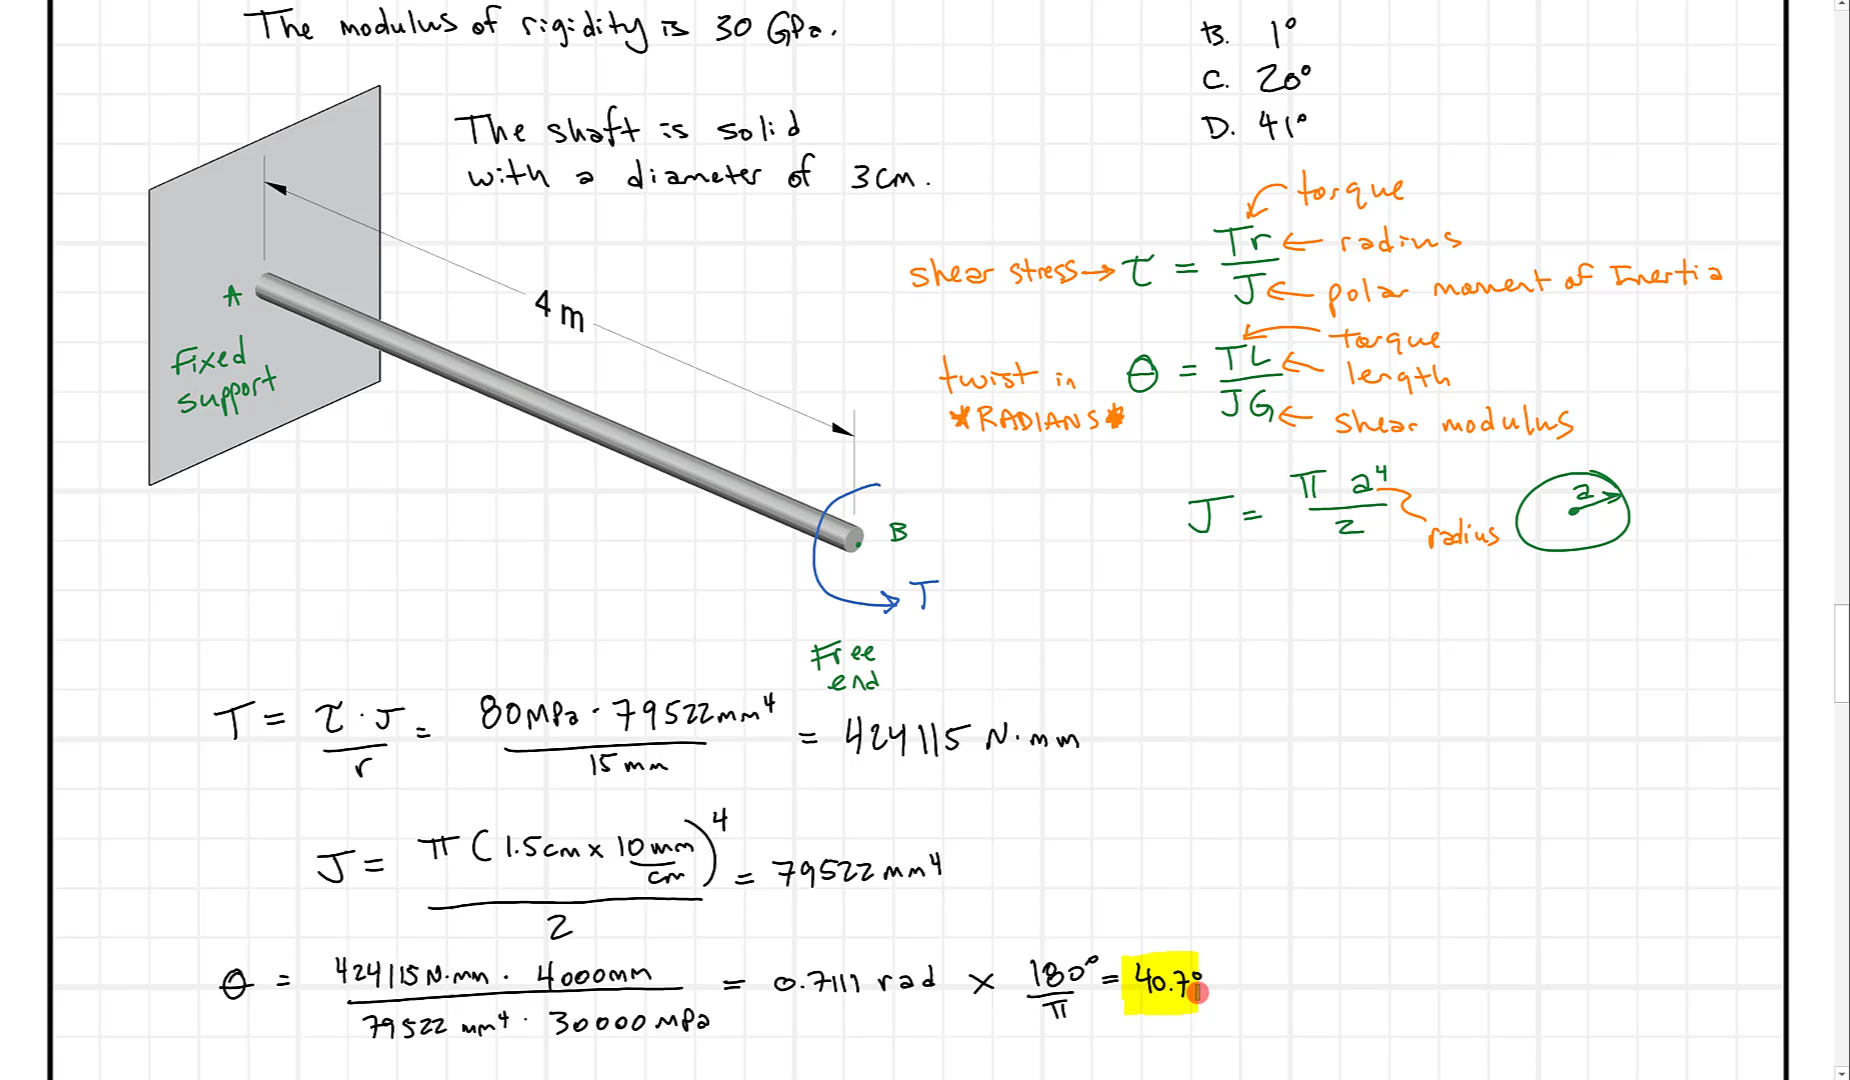 The modulus of rigidity is 30 GPa.
B. 1°
C. 20°
D. 41°
The shaft is solid
with a diameter of 3cm.
4 m
A
Fixed
support
B
T
Free
end
torque
shear stress → τ = Tr / J
radius
polar moment of Inertia
torque
twist in
*RADIANS*
θ = TL / JG
length
shear modulus
J = π a⁴ / 2
radius
a
T = τ · J / r = 80MPa · 79522mm⁴ / 15mm = 424115 N·mm
J = π (1.5cm x 10mm/cm)⁴ / 2 = 79522mm⁴
θ = 424115N·mm · 4000mm / 79522 mm⁴ · 30000MPa = 0.7111 rad x 180°/π = 40.7°